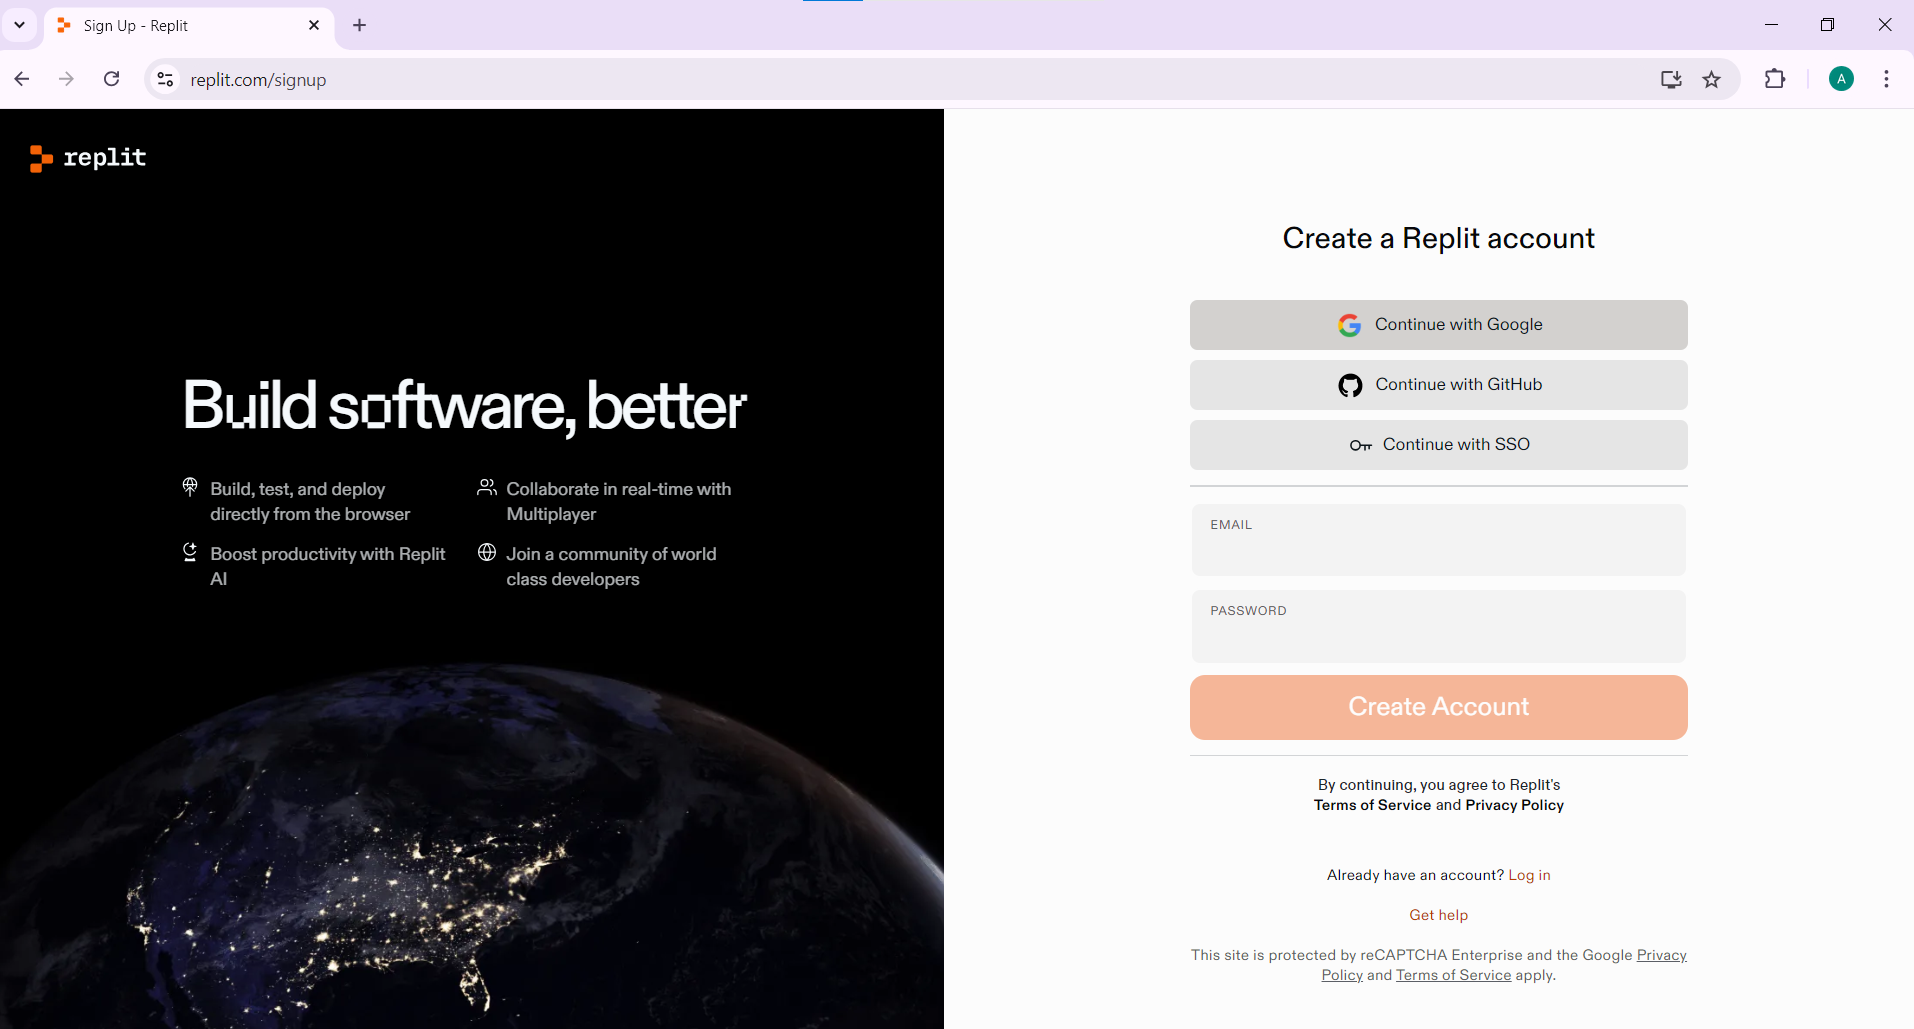 Sign Up - Replit
replit.com/signup
A
replit
Build software, better
Build, test, and deploy
directly from the browser
Collaborate in real-time with
Multiplayer
Boost productivity with Replit
AI
Join a community of world
class developers
Create a Replit account
Continue with Google
Continue with GitHub
Continue with SSO
EMAIL
PASSWORD
Create Account
By continuing, you agree to Replit's
Terms of Service and Privacy Policy
Already have an account? Log in
Get help
This site is protected by reCAPTCHA Enterprise and the Google Privacy
Policy and Terms of Service apply.